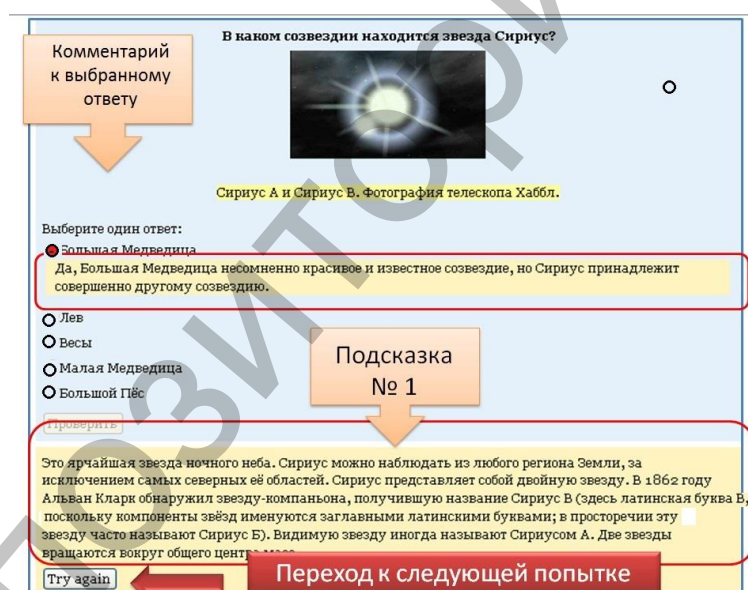 В каком созвездии находится звезда Сириус?
Комментарий
к выбранному
ответу
Сириус А и Сириус В. Фотография телескопа Хаббл.
Выберите один ответ:
Большая Медведица
Да, Большая Медведица несомненно красивое и известное созвездие, но Сириус принадлежит
совершенно другому созвездию.
Лев
Весы
Малая Медведица
Большой Пёс
Подсказка
№ 1
Проверить
Это ярчайшая звезда ночного неба. Сириус можно наблюдать из любого региона Земли, за
исключением самых северных её областей. Сириус представляет собой двойную звезду. В 1862 году
Альван Кларк обнаружил звезду-компаньона, получившую название Сириус B (здесь латинская буква B,
поскольку компоненты звёзд именуются заглавными латинскими буквами; в просторечии эту
звезду часто называют Сириус Б). Видимую звезду иногда называют Сириусом А. Две звезды
вращаются вокруг общего центра
Try again
Переход к следующей попытке